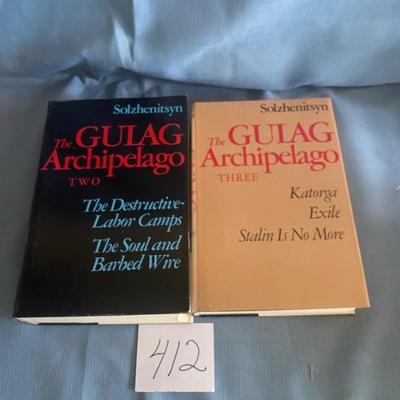 Solzhenitsyn
The GULAG
Archipelago
TWO
The Destructive-
Labor Camps
The Soul and
Barbed Wire
Solzhenitsyn
The GULAG
Archipelago
THREE
Katorga
Exile
Stalin Is No More
412